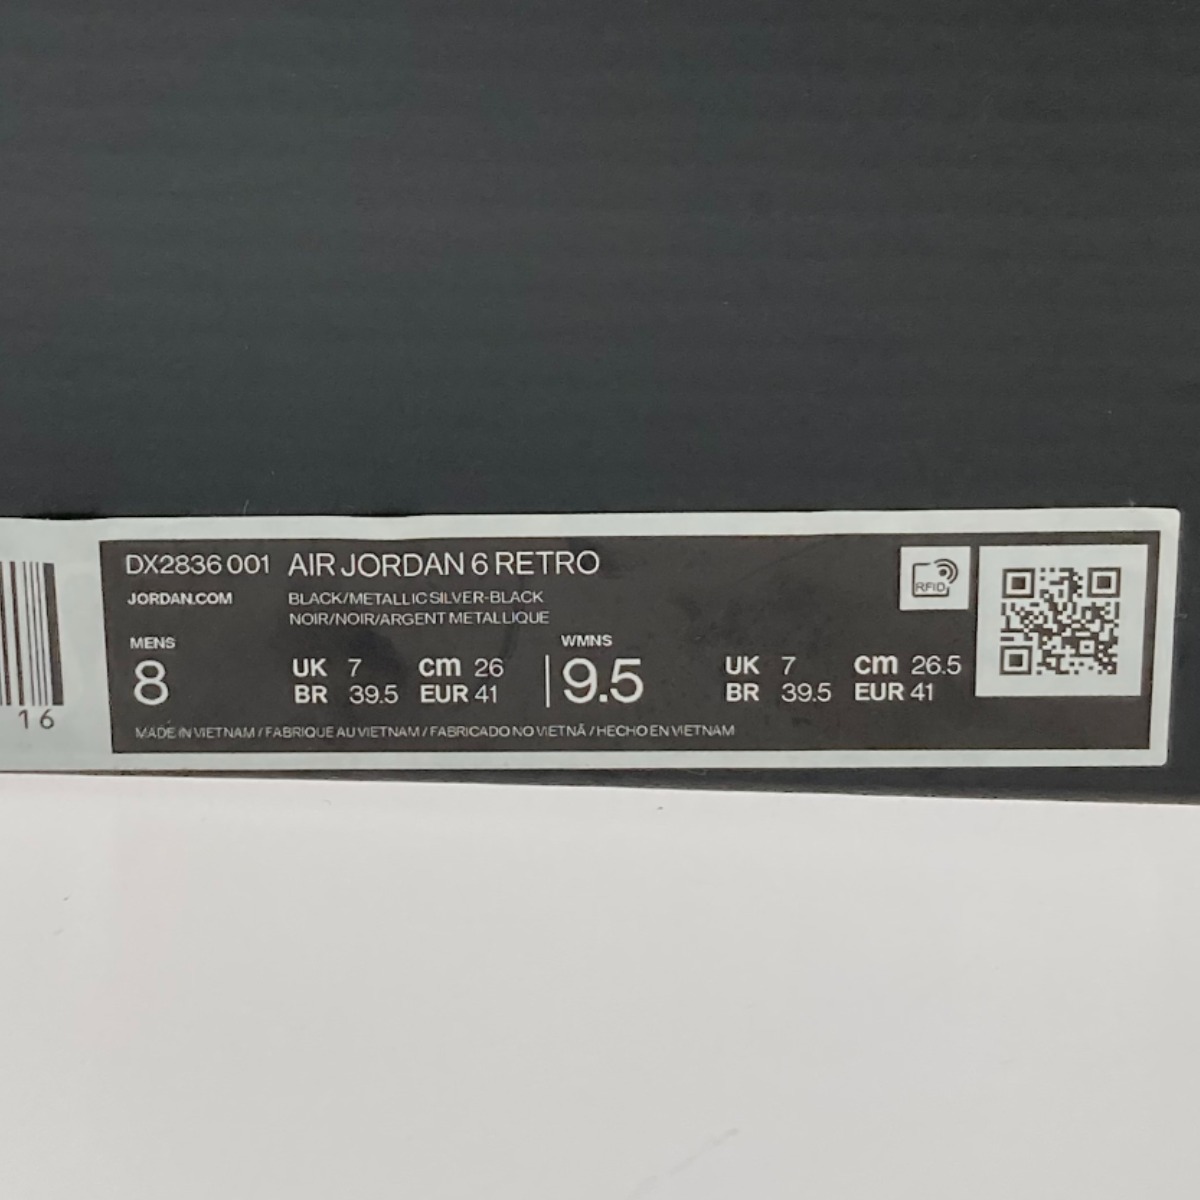 DX2836 001 AIR JORDAN 6 RETRO
JORDAN.COM
BLACK/METALLIC SILVER-BLACK
NOIR/NOIR/ARGENT METALLIQUE
RFID
MENS
8
UK 7 cm 26
BR 39.5 EUR 41
WMNS
9.5
UK 7 cm 26.5
BR 39.5 EUR 41
MADE IN VIETNAM / FABRIQUE AU VIETNAM / FABRICADO NO VIETNÃ / HECHO EN VIETNAM
16